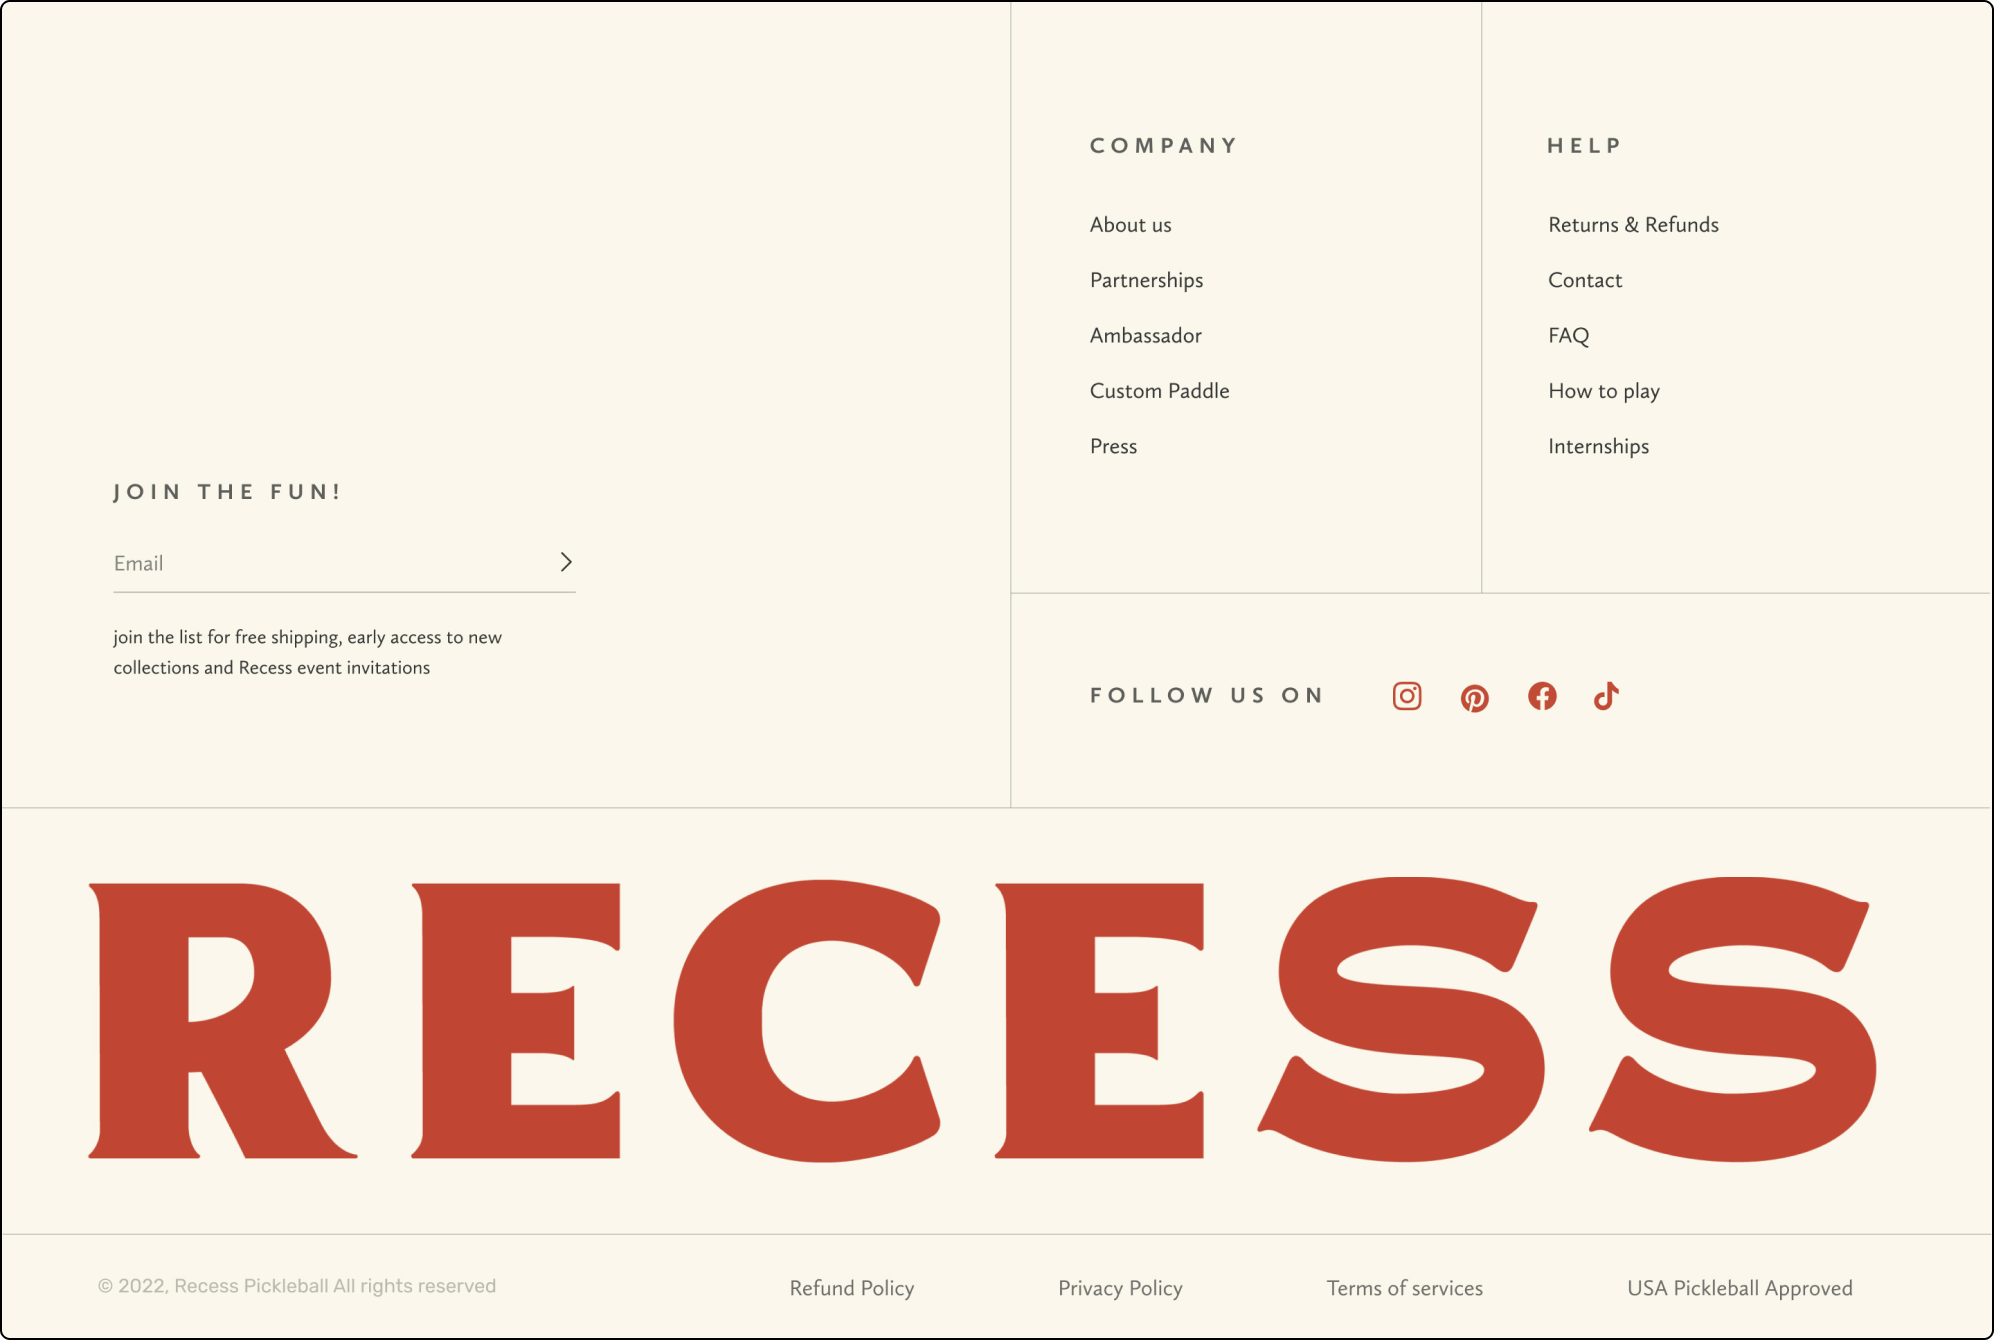 COMPANY
About us
Partnerships
Ambassador
Custom Paddle
Press
HELP
Returns & Refunds
Contact
FAQ
How to play
Internships
JOIN THE FUN!
Email
join the list for free shipping, early access to new
collections and Recess event invitations
FOLLOW US ON
RECESS
© 2022, Recess Pickleball All rights reserved
Refund Policy
Privacy Policy
Terms of services
USA Pickleball Approved